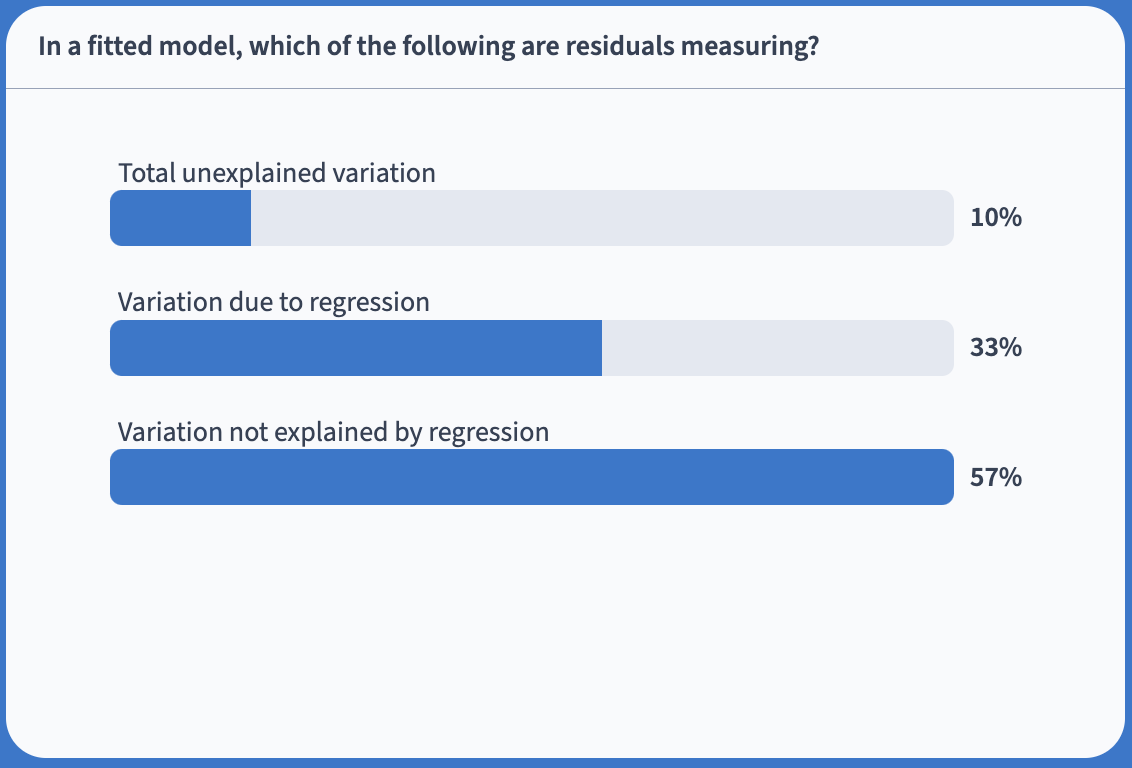 In a fitted model, which of the following are residuals measuring?
Total unexplained variation
10%
Variation due to regression
33%
Variation not explained by regression
57%